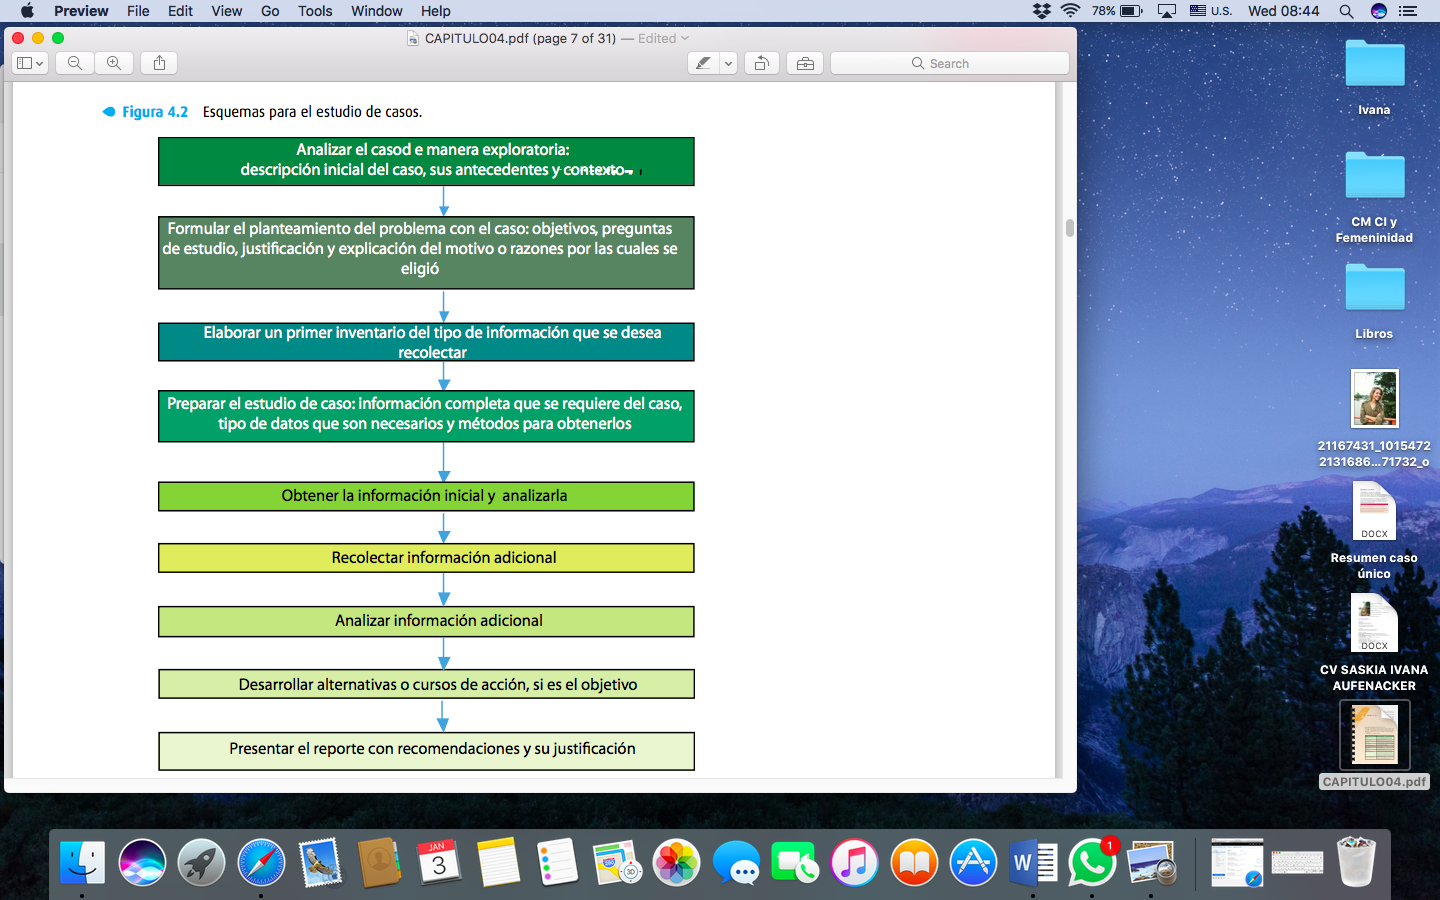 Preview File Edit View Go Tools Window Help
78% U.S. Wed 08:44
CAPITULO04.pdf (page 7 of 31) — Edited
Search
Figura 4.2 Esquemas para el estudio de casos.
Analizar el casod e manera exploratoria:
descripción inicial del caso, sus antecedentes y contexto
Formular el planteamiento del problema con el caso: objetivos, preguntas
de estudio, justificación y explicación del motivo o razones por las cuales se
eligió
Elaborar un primer inventario del tipo de información que se desea
recolectar
Preparar el estudio de caso: información completa que se requiere del caso,
tipo de datos que son necesarios y métodos para obtenerlos
Obtener la información inicial y analizarla
Recolectar información adicional
Analizar información adicional
Desarrollar alternativas o cursos de acción, si es el objetivo
Presentar el reporte con recomendaciones y su justificación
Ivana
CM CI y
Femeninidad
Libros
21167431_1015472
2131686...71732_o
DOCX
Resumen caso
único
DOCX
CV SASKIA IVANA
AUFENACKER
CAPITULO04.pdf
JAN
3
3D
W
1